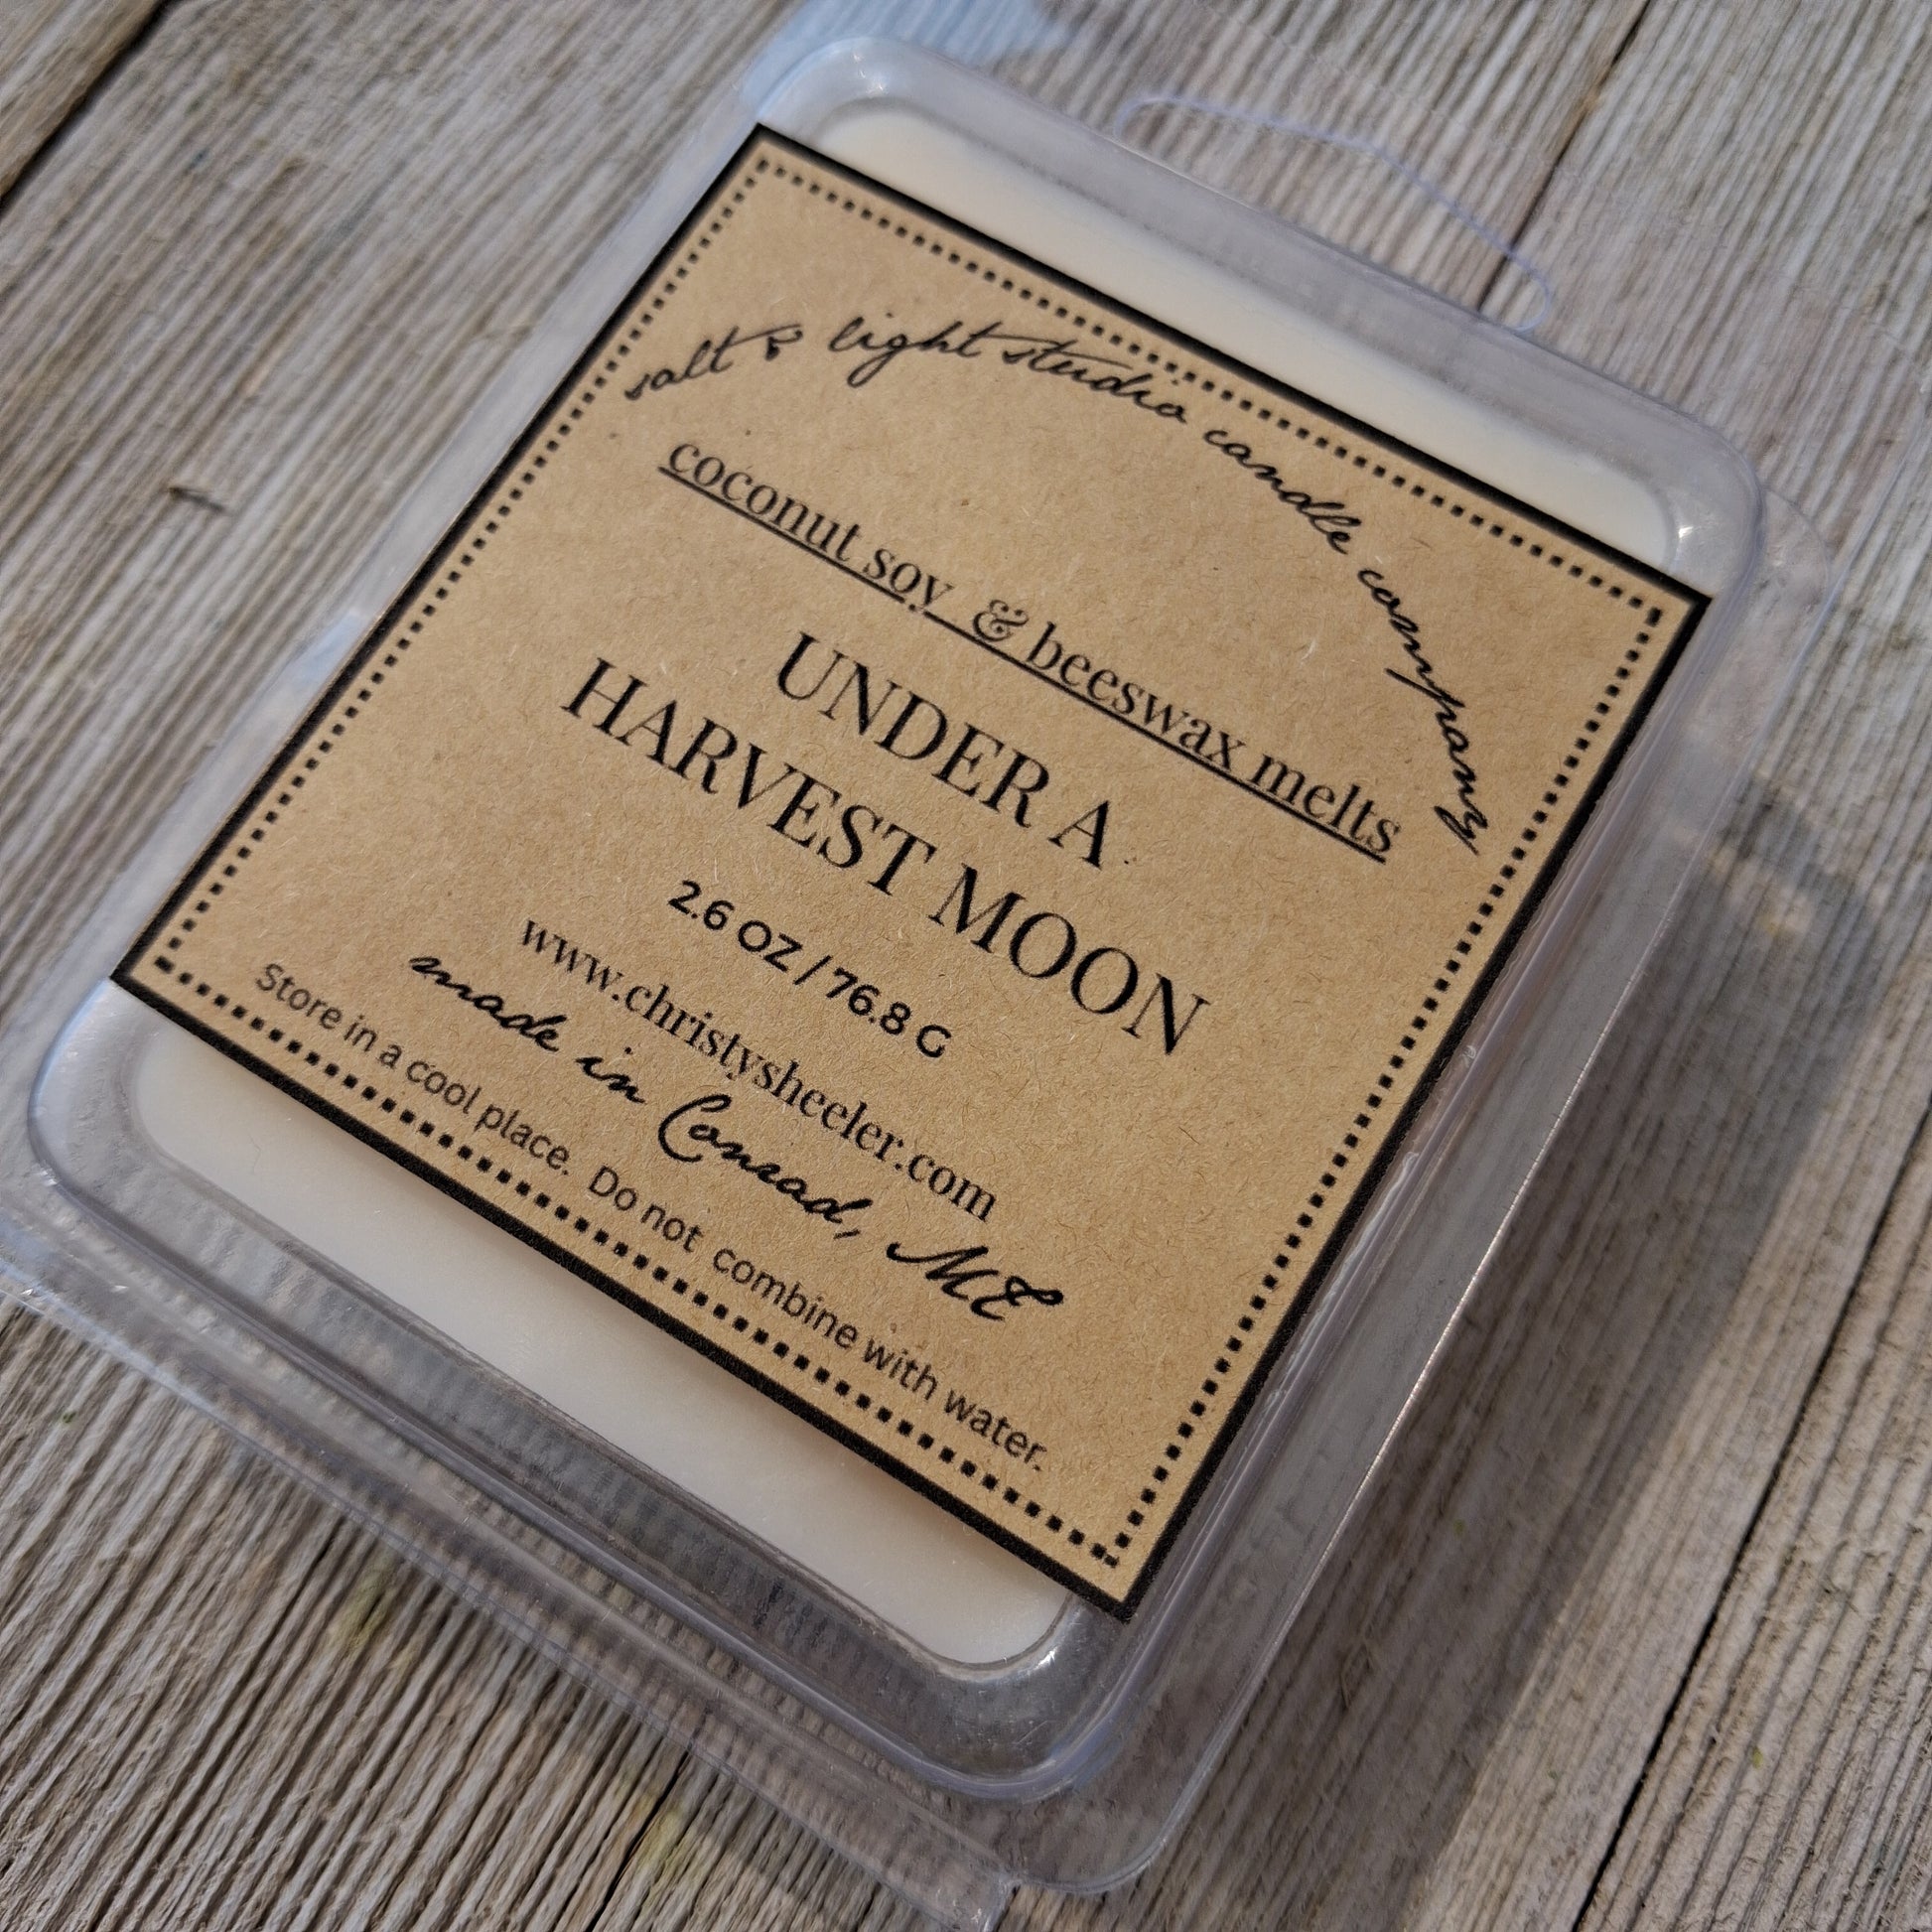 salt & light studio candle company
coconut soy & beeswax melts
UNDER A
HARVEST MOON
2.6 OZ / 76.8 G
www.christysheeler.com
made in Conrad, MT
Store in a cool place. Do not combine with water.